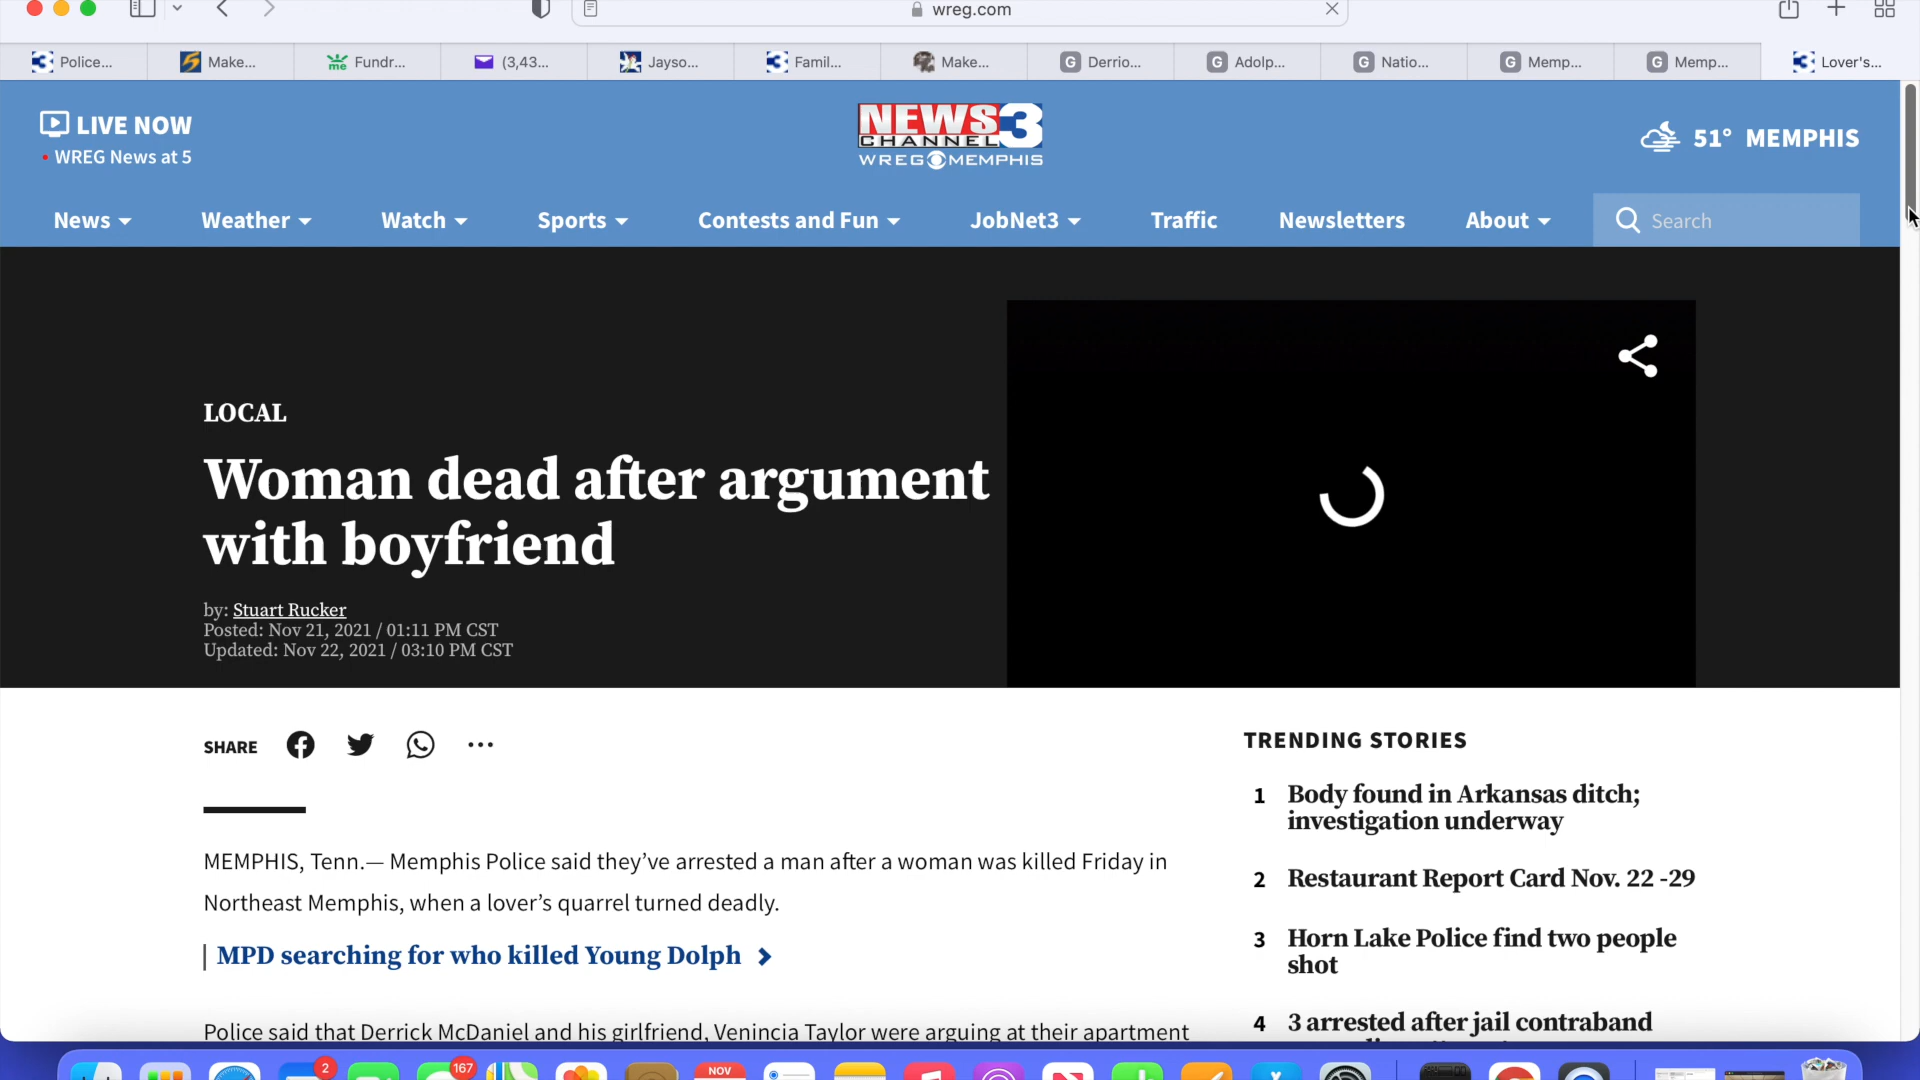 wreg.com
Police...
Make...
Fundr...
(3,43...
Jayso...
Famil...
Make...
Derrio...
Adolp...
Natio...
Memp...
Memp...
Lover's...
LIVE NOW
WREG News at 5
NEWS 3
CHANNEL
WREG MEMPHIS
51° MEMPHIS
News
Weather
Watch
Sports
Contests and Fun
JobNet3
Traffic
Newsletters
About
Search
LOCAL
Woman dead after argument
with boyfriend
by: Stuart Rucker
Posted: Nov 21, 2021 / 01:11 PM CST
Updated: Nov 22, 2021 / 03:10 PM CST
SHARE
MEMPHIS, Tenn.— Memphis Police said they’ve arrested a man after a woman was killed Friday in
Northeast Memphis, when a lover’s quarrel turned deadly.
MPD searching for who killed Young Dolph
Police said that Derrick McDaniel and his girlfriend, Venincia Taylor were arguing at their apartment
TRENDING STORIES
1 Body found in Arkansas ditch;
investigation underway
2 Restaurant Report Card Nov. 22 -29
3 Horn Lake Police find two people
shot
4 3 arrested after jail contraband
2
167
NOV